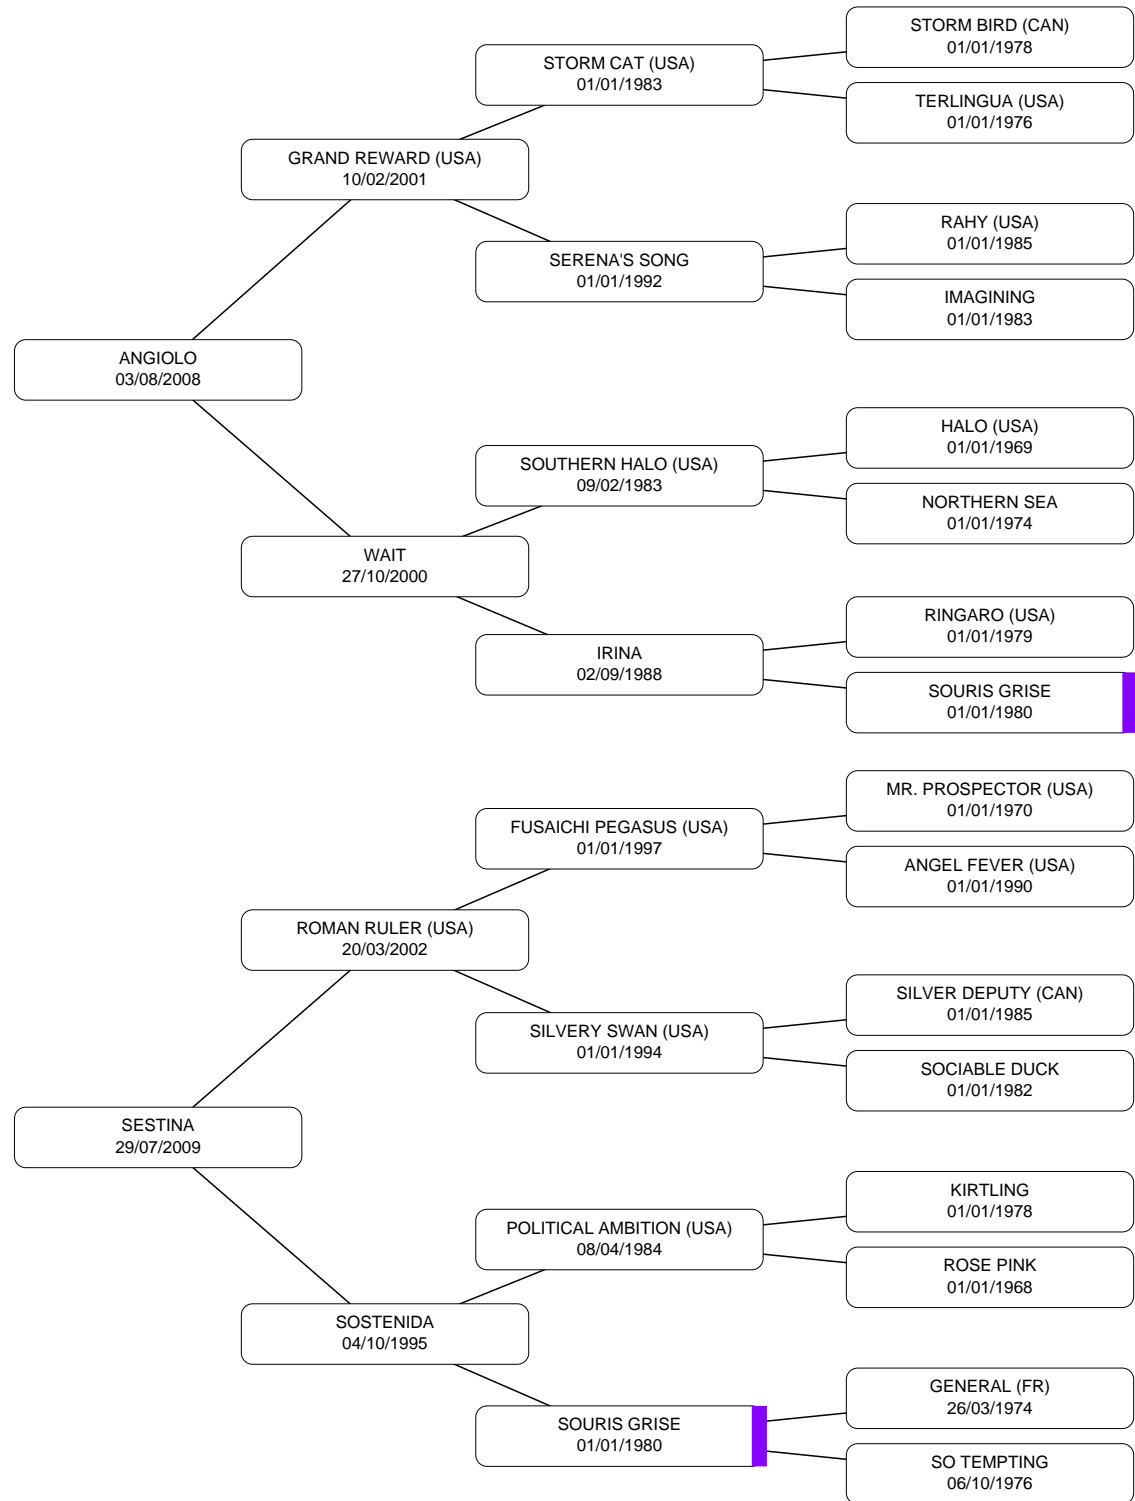 STORM BIRD (CAN)
01/01/1978
STORM CAT (USA)
01/01/1983
TERLINGUA (USA)
01/01/1976
GRAND REWARD (USA)
10/02/2001
RAHY (USA)
01/01/1985
SERENA'S SONG
01/01/1992
IMAGINING
01/01/1983
ANGIOLO
03/08/2008
HALO (USA)
01/01/1969
SOUTHERN HALO (USA)
09/02/1983
NORTHERN SEA
01/01/1974
WAIT
27/10/2000
RINGARO (USA)
01/01/1979
IRINA
02/09/1988
SOURIS GRISE
01/01/1980
MR. PROSPECTOR (USA)
01/01/1970
FUSAICHI PEGASUS (USA)
01/01/1997
ANGEL FEVER (USA)
01/01/1990
ROMAN RULER (USA)
20/03/2002
SILVER DEPUTY (CAN)
01/01/1985
SILVERY SWAN (USA)
01/01/1994
SOCIABLE DUCK
01/01/1982
SESTINA
29/07/2009
KIRTLING
01/01/1978
POLITICAL AMBITION (USA)
08/04/1984
ROSE PINK
01/01/1968
SOSTENIDA
04/10/1995
GENERAL (FR)
26/03/1974
SOURIS GRISE
01/01/1980
SO TEMPTING
06/10/1976